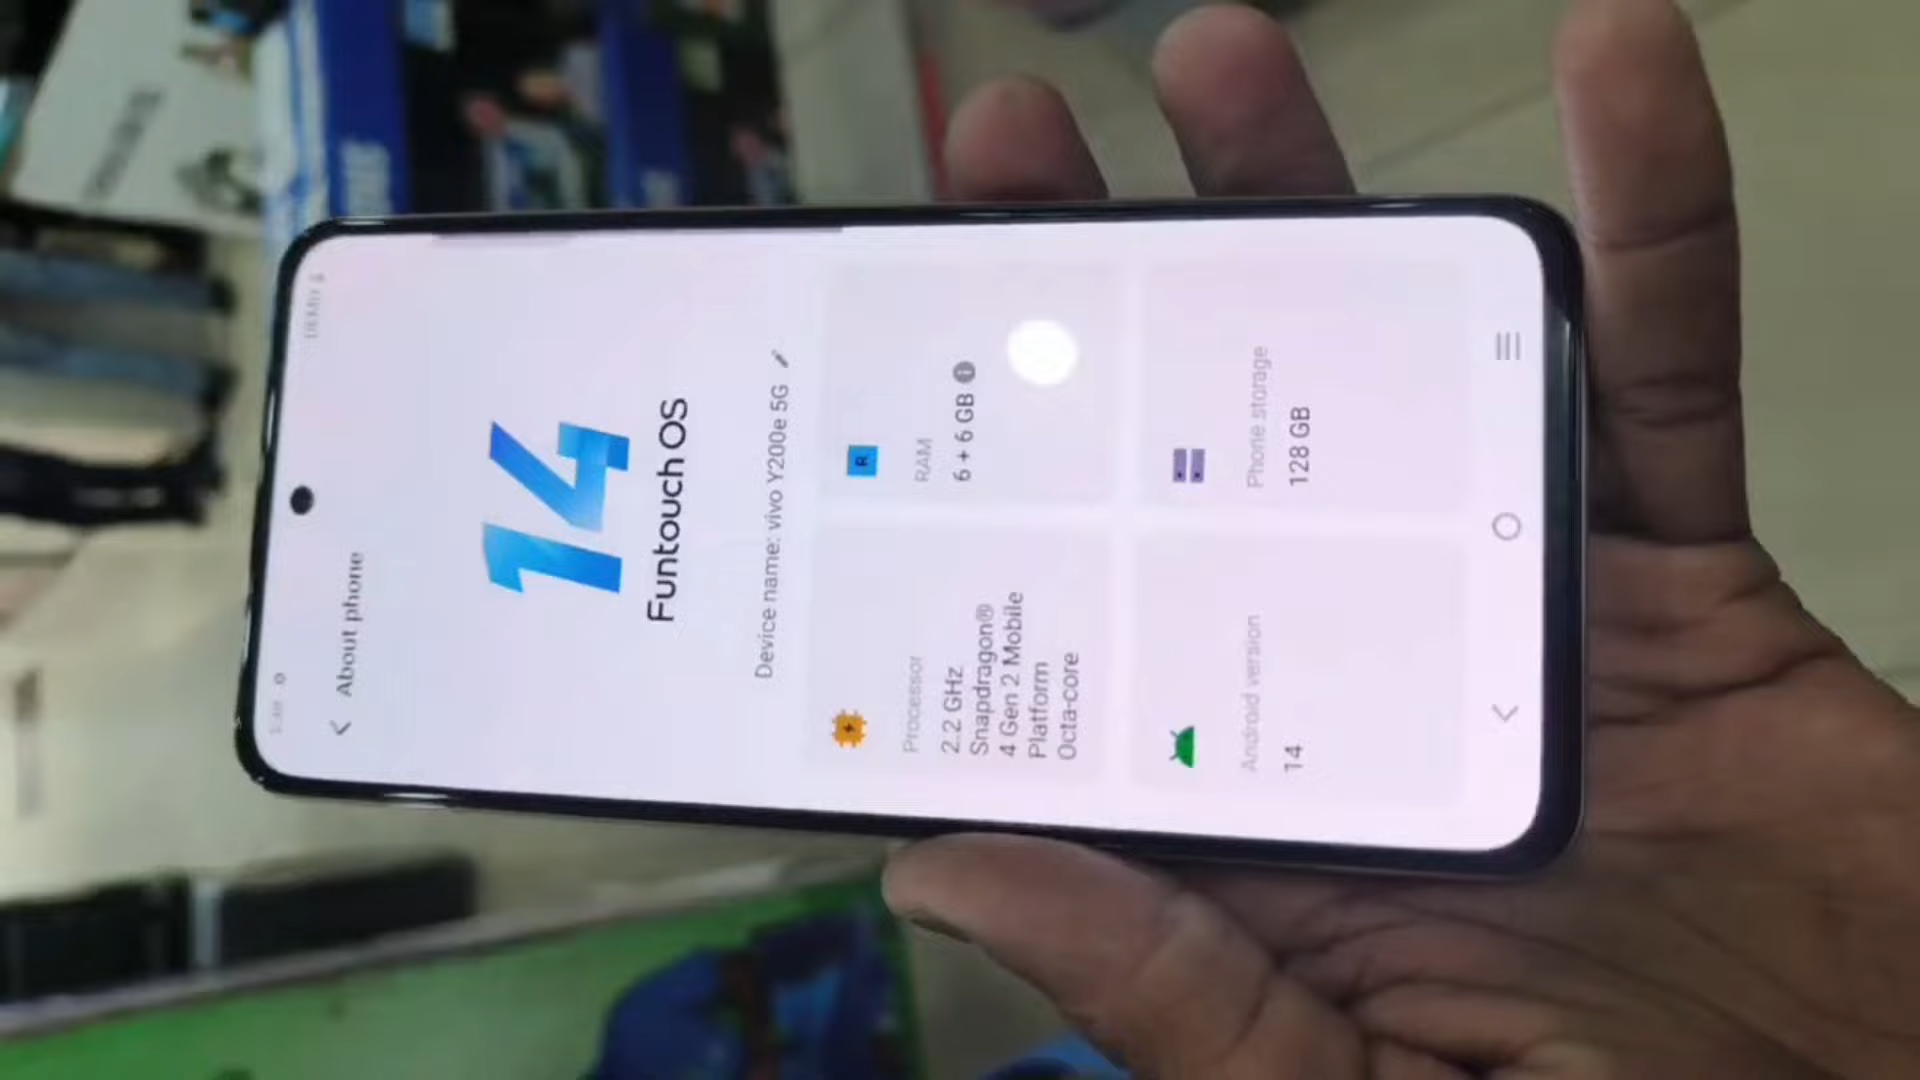 About phone
14
Funtouch OS
Device name: vivo Y200e 5G
Processor
2.2 GHz
Snapdragon®
4 Gen 2 Mobile
Platform
Octa-core
R
RAM
6 + 6 GB
Android version
14
Phone storage
128 GB